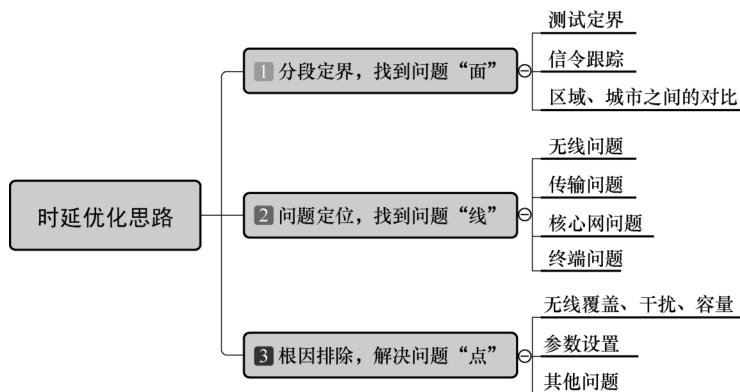 时延优化思路
1 分段定界，找到问题“面”
测试定界
信令跟踪
区域、城市之间的对比
2 问题定位，找到问题“线”
无线问题
传输问题
核心网问题
终端问题
3 根因排除，解决问题“点”
无线覆盖、干扰、容量
参数设置
其他问题